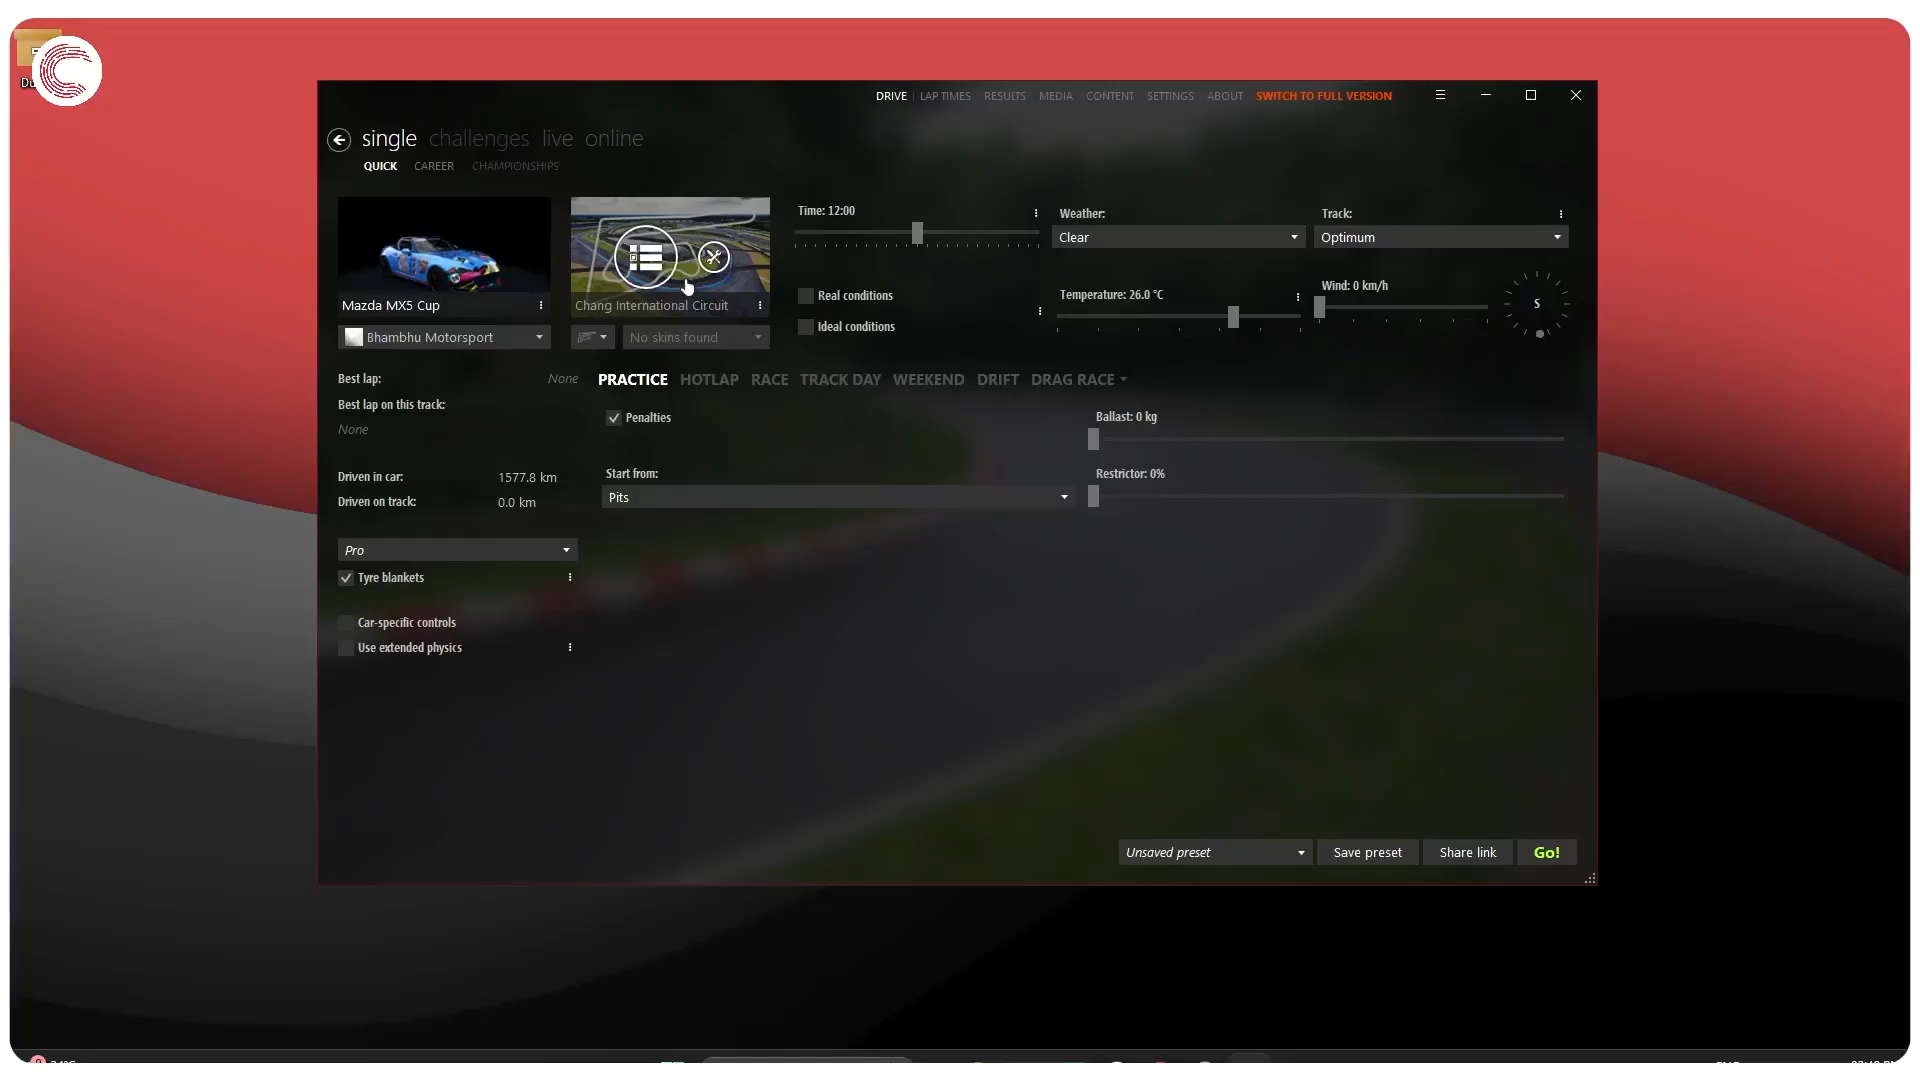 DRIVE LAP TIMES RESULTS MEDIA CONTENT SETTINGS ABOUT SWITCH TO FULL VERSION
single challenges live online
QUICK CAREER CHAMPIONSHIPS
Time: 12:00
Weather:
Track:
Clear
Optimum
Mazda MX5 Cup
Chang International Circuit
Real conditions
Temperature: 26.0 °C
Wind: 0 km/h
S
Ideal conditions
Bhambhu Motorsport
No skins found
Best lap: None
PRACTICE HOTLAP RACE TRACK DAY WEEKEND DRIFT DRAG RACE
Best lap on this track:
None
Penalties
Ballast: 0 kg
Driven in car: 1577.8 km
Start from:
Restrictor: 0%
Driven on track: 0.0 km
Pits
Pro
Tyre blankets
Car-specific controls
Use extended physics
Unsaved preset
Save preset
Share link
Go!